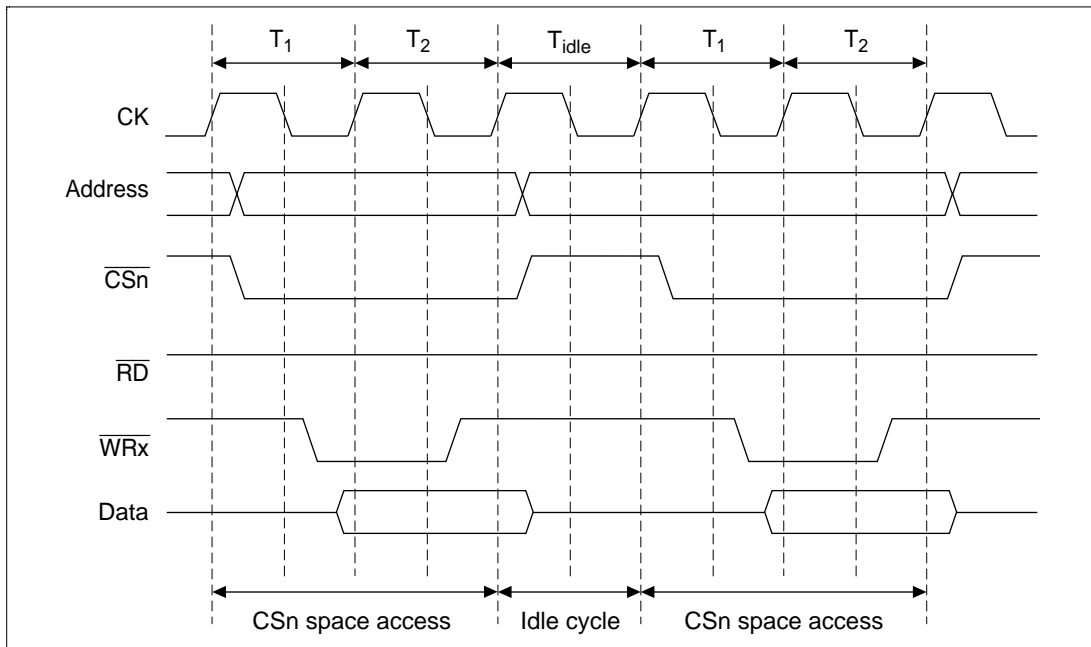 T1 T2 Tidle T1 T2
CK
Address
CSn
RD
WRx
Data
CSn space access Idle cycle CSn space access